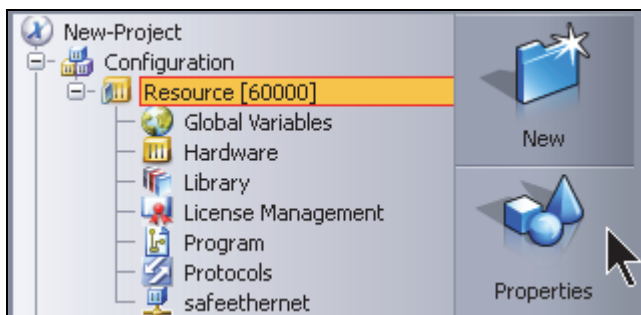 New-Project
Configuration
Resource [60000]
Global Variables
Hardware
Library
License Management
Program
Protocols
safeethernet
New
Properties